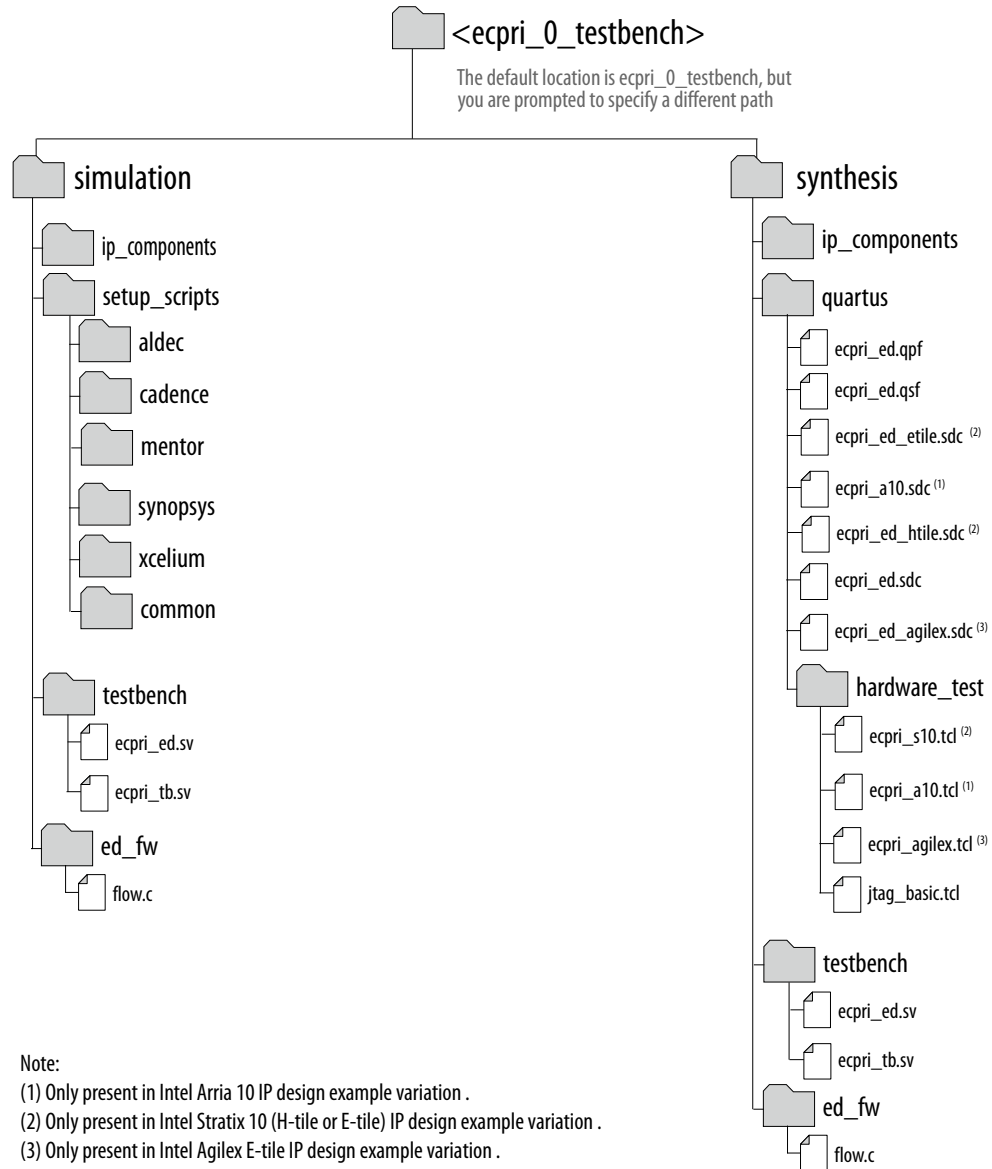 <ecpri_0_testbench>
The default location is ecpri_0_testbench, but
you are prompted to specify a different path
simulation
ip_components
setup_scripts
aldec
cadence
mentor
synopsys
xcelium
common
testbench
ecpri_ed.sv
ecpri_tb.sv
ed_fw
flow.c
synthesis
ip_components
quartus
ecpri_ed.qpf
ecpri_ed.qsf
ecpri_ed_etile.sdc (2)
ecpri_a10.sdc (1)
ecpri_ed_htile.sdc (2)
ecpri_ed.sdc
ecpri_ed_agilex.sdc (3)
hardware_test
ecpri_s10.tcl (2)
ecpri_a10.tcl (1)
ecpri_agilex.tcl (3)
jtag_basic.tcl
testbench
ecpri_ed.sv
ecpri_tb.sv
ed_fw
flow.c
Note:
(1) Only present in Intel Arria 10 IP design example variation .
(2) Only present in Intel Stratix 10 (H-tile or E-tile) IP design example variation .
(3) Only present in Intel Agilex E-tile IP design example variation .